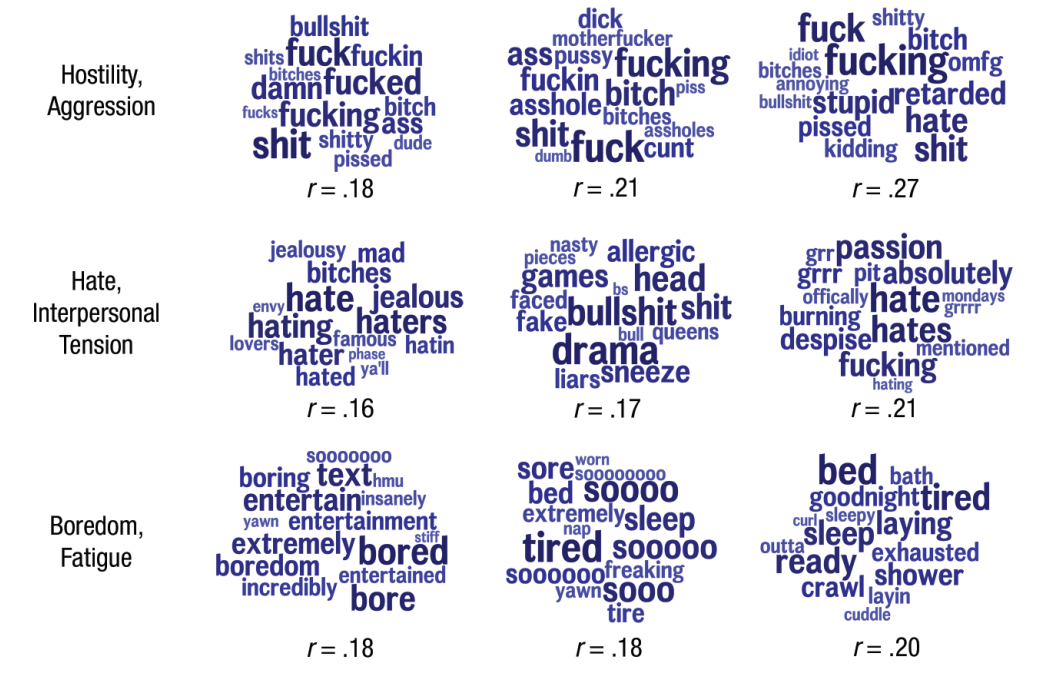 Hostility,
Aggression
bullshit
shits fuck fuckin
bitches
damn fucked
fucks fucking bitch
ass
shit shitty dude
pissed
r = .18
dick
motherfucker
ass pussy fucking
fuckin bitch piss
asshole bitches
shit assholes
dumb fuck cunt
r = .21
fuck shitty
bitch
idiot fucking omfg
bitches
annoying
bullshit stupid retarded
pissed hate
kidding shit
r = .27
Hate,
Interpersonal
Tension
jealousy mad
bitches
envy hate jealous
hating haters
lovers famous hatin
hater phase
hated ya'll
r = .16
nasty allergic
pieces
games bs head
faced bullshit shit
fake bull queens
drama
liars sneeze
r = .17
grr passion
grrr pit absolutely
offically hate mondays
burning grrrr
despise hates
mentioned
fucking
hating
r = .21
Boredom,
Fatigue
soooooooo
boring text hmu
entertain insanely
yawn entertainment
stiff
extremely bored
boredom entertained
incredibly bore
r = .18
sore worn
sooooooooo
bed soooo
extremely sleep
nap
tired sooooo
soooooo freaking
yawn sooo
tire
r = .18
bed bath
goodnight tired
curl sleepy laying
sleep
outta exhausted
ready shower
crawl layin
cuddle
r = .20